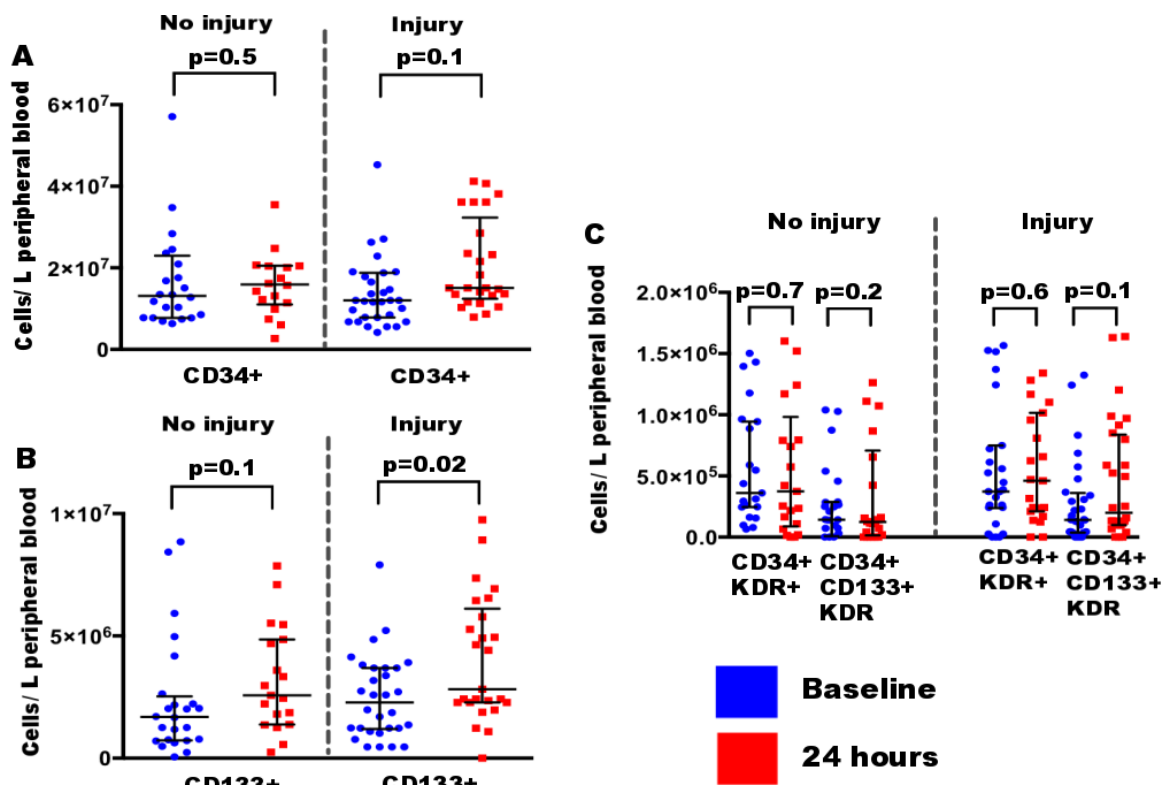 A
No injury
Injury
p=0.5
p=0.1
Cells/ L peripheral blood
6×10⁷
4×10⁷
2×10⁷
0
CD34+
CD34+
B
No injury
Injury
p=0.1
p=0.02
Cells/ L peripheral blood
1×10⁷
5×10⁶
0
CD133+
CD133+
C
No injury
Injury
p=0.7
p=0.2
p=0.6
p=0.1
Cells/ L peripheral blood
2.0×10⁶
1.5×10⁶
1.0×10⁶
5.0×10⁵
0.0
CD34+
KDR+
CD34+
CD133+
KDR
CD34+
KDR+
CD34+
CD133+
KDR
Baseline
24 hours